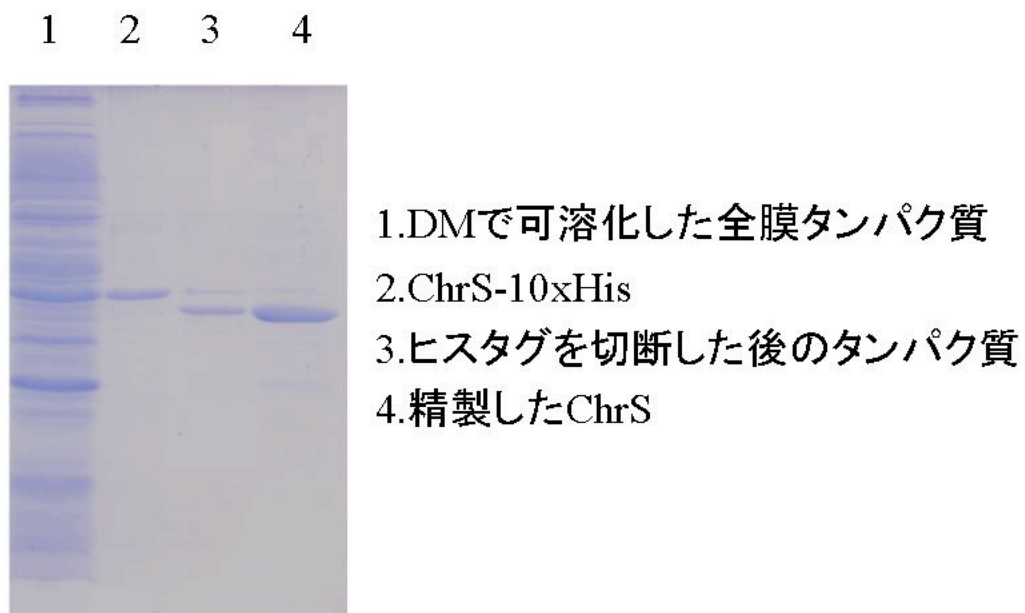 1 2 3 4
1.DMで可溶化した全膜タンパク質
2.ChrS-10xHis
3.ヒスタグを切断した後のタンパク質
4.精製したChrS